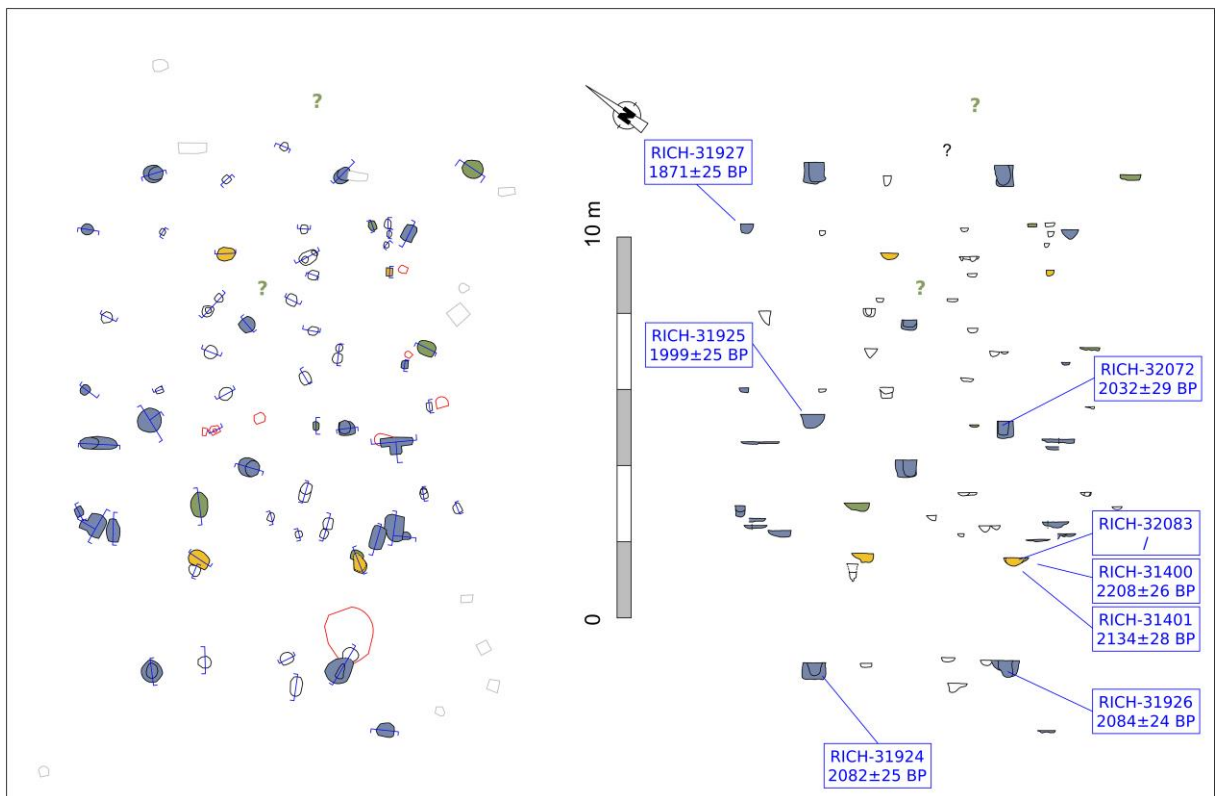 ?
?
N
?
?
?
10 m
0
RICH-31927
1871±25 BP
RICH-31925
1999±25 BP
RICH-32072
2032±29 BP
RICH-32083
/
RICH-31400
2208±26 BP
RICH-31401
2134±28 BP
RICH-31926
2084±24 BP
RICH-31924
2082±25 BP